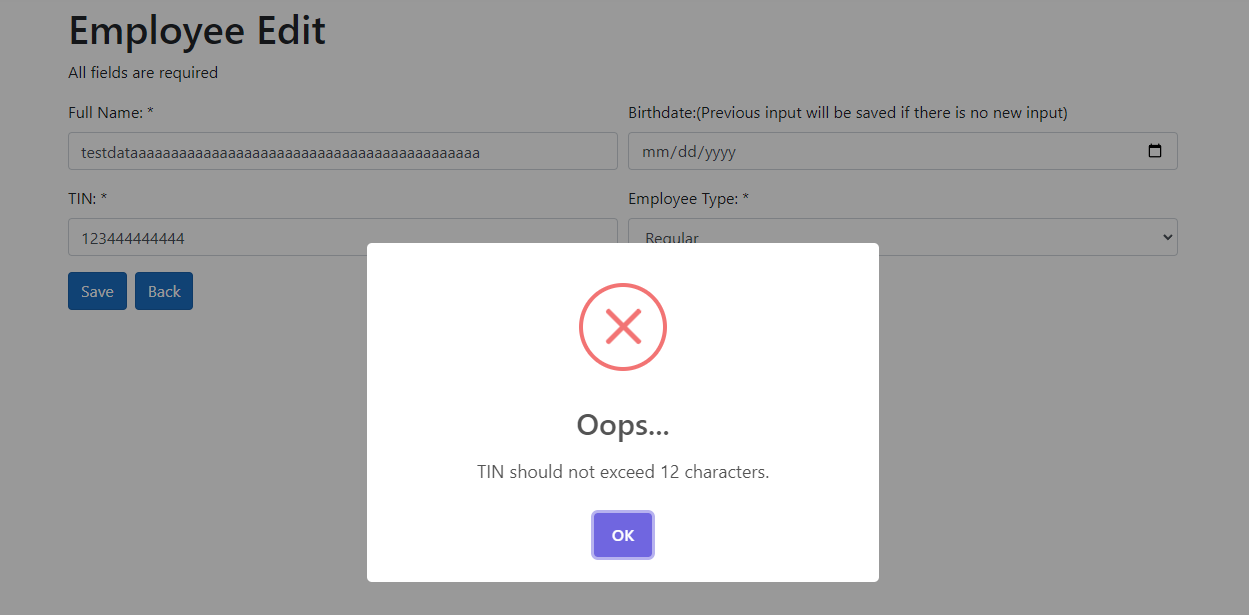 Employee Edit
All fields are required
Full Name: *
Birthdate:(Previous input will be saved if there is no new input)
testdataaaaaaaaaaaaaaaaaaaaaaaaaaaaaaaaaaaaaaaaaaaa
mm/dd/yyyy
TIN: *
Employee Type: *
123444444444
Regular
Save
Back
Oops...
TIN should not exceed 12 characters.
OK